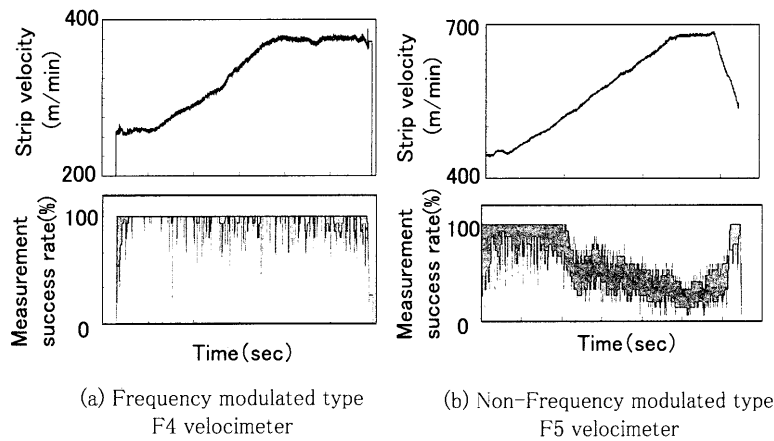 400
Strip velocity
(m/min)
200
Measurement
success rate(%)
100
0
Time(sec)
(a) Frequency modulated type
F4 velocimeter
700
Strip velocity
(m/min)
400
Measurement
success rate(%)
100
0
Time(sec)
(b) Non-Frequency modulated type
F5 velocimeter